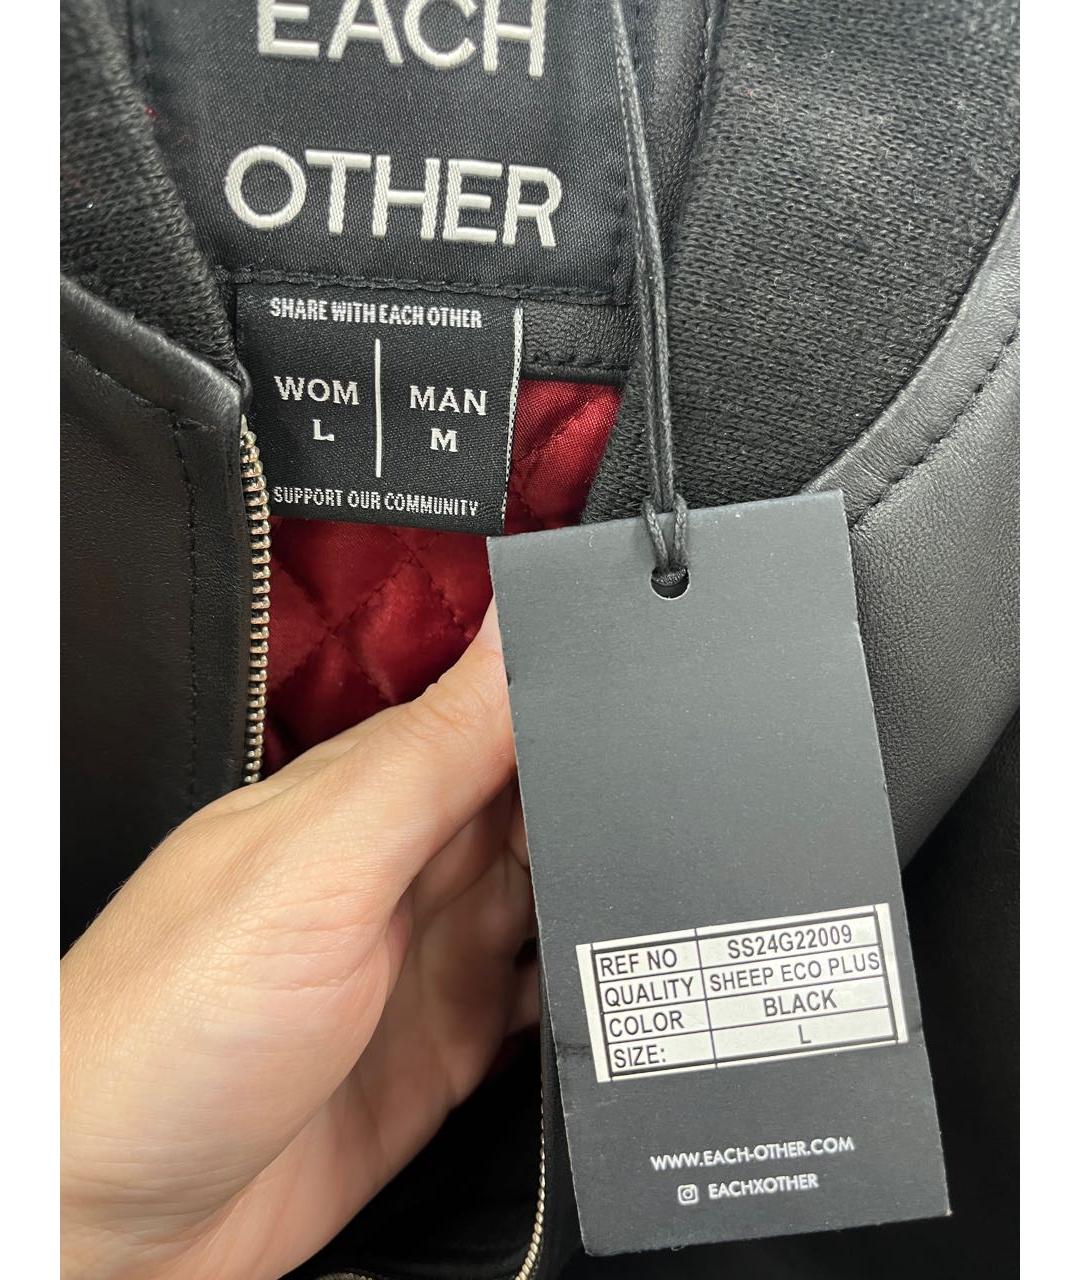 EACH
OTHER
SHARE WITH EACH OTHER
WOM MAN
L M
SUPPORT OUR COMMUNITY
REF NO SS24G22009
QUALITY SHEEP ECO PLUS
COLOR BLACK
SIZE: L
WWW.EACH-OTHER.COM
EACHXOTHER